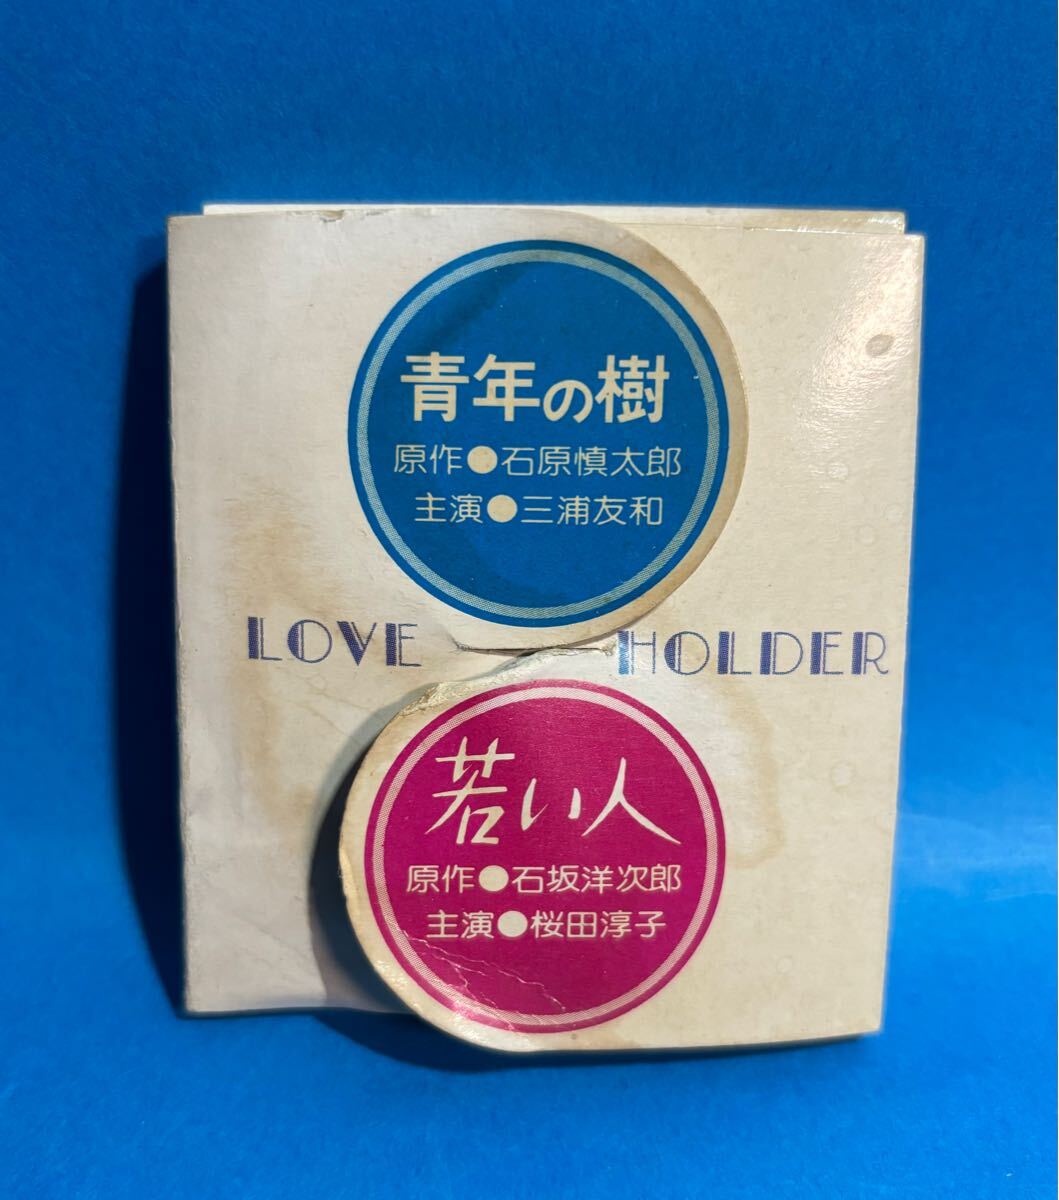 青年の樹
原作●石原慎太郎
主演●三浦友和
LOVE HOLDER
若い人
原作●石坂洋次郎
主演●桜田淳子